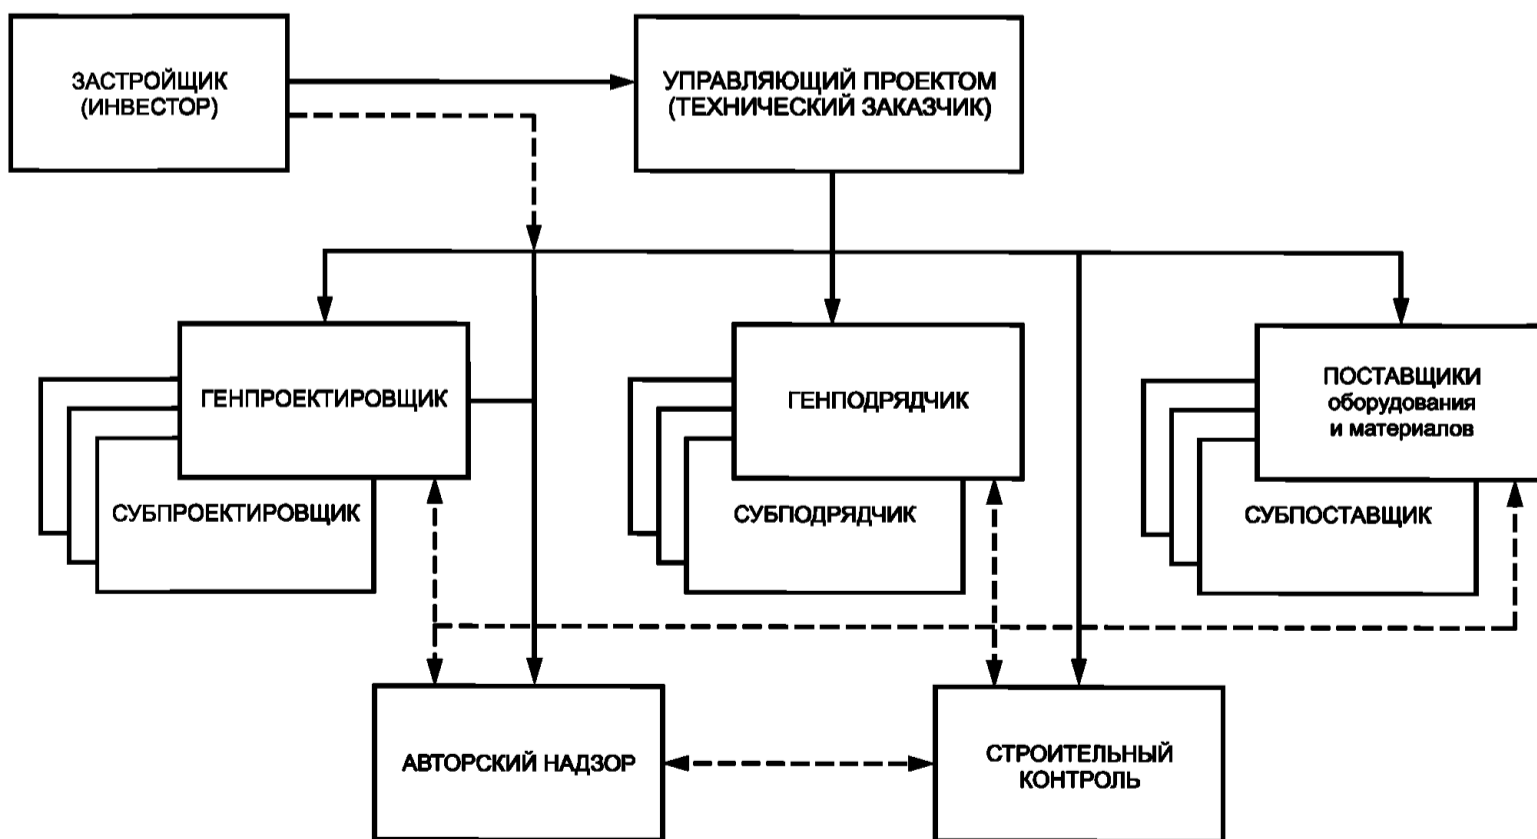 ЗАСТРОЙЩИК
(ИНВЕСТОР)
УПРАВЛЯЮЩИЙ ПРОЕКТОМ
(ТЕХНИЧЕСКИЙ ЗАКАЗЧИК)
ГЕНПРОЕКТИРОВЩИК
СУБПРОЕКТИРОВЩИК
ГЕНПОДРЯДЧИК
СУБПОДРЯДЧИК
ПОСТАВЩИКИ
оборудования
и материалов
СУБПОСТАВЩИК
АВТОРСКИЙ НАДЗОР
СТРОИТЕЛЬНЫЙ
КОНТРОЛЬ